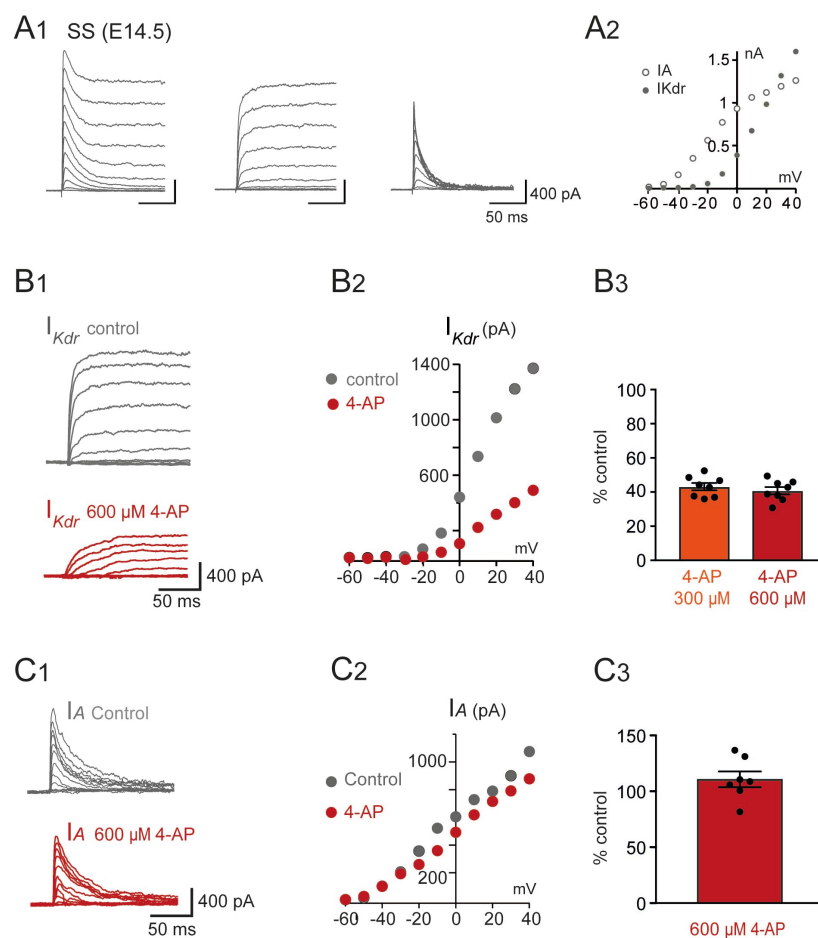 A1 SS (E14.5)
400 pA
50 ms
A2
nA
IA
IKdr
1.5
1
0.5
mV
-60 -40 -20 0 20 40
B1
IKdr control
IKdr 600 µM 4-AP
400 pA
50 ms
B2
IKdr (pA)
control
4-AP
1400
1000
600
mV
-60 -40 -20 0 20 40
B3
% control
100
80
60
40
20
0
4-AP 4-AP
300 µM 600 µM
C1
IA Control
IA 600 µM 4-AP
400 pA
50 ms
C2
IA (pA)
Control
4-AP
1000
200
mV
-60 -40 -20 0 20 40
C3
% control
150
100
50
0
600 µM 4-AP